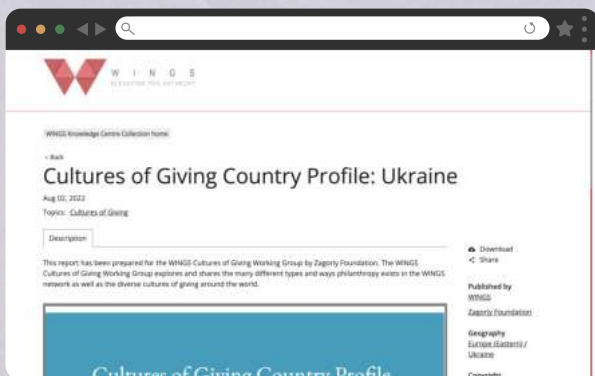 W I N G S
ELEVATING PHILANTHROPY
WINGS Knowledge Centre Collection home
< Back
Cultures of Giving Country Profile: Ukraine
Aug 02, 2022
Topics: Cultures of Giving
Description
This report has been prepared for the WINGS Cultures of Giving Working Group by Zagoriy Foundation. The WINGS
Cultures of Giving Working Group explores and shares the many different types and ways philanthropy exists in the WINGS
network as well as the diverse cultures of giving around the world.
Download
Share
Published by
WINGS
Zagoriy Foundation
Geography
Europe (Eastern) /
Ukraine
Copyright
Cultures of Giving Country Profile